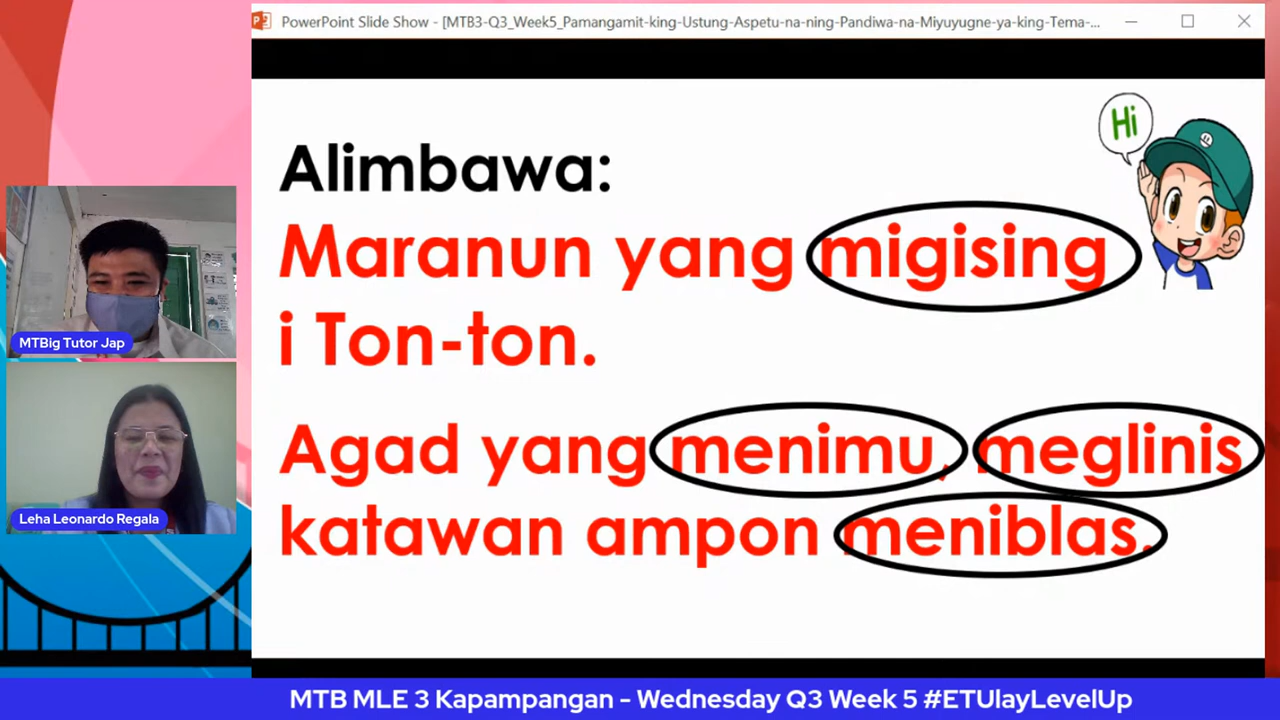 PowerPoint Slide Show - [MTB3-Q3_Week5_Pamangamit-king-Ustung-Aspetu-na-ning-Pandiwa-na-Miyuyugne-ya-king-Tema-...
Hi
Alimbawa:
Maranun yang migising
i Ton-ton.
Agad yang menimu, meglinis
katawan ampon meniblas.
MTBig Tutor Jap
Leha Leonardo Regala
MTB MLE 3 Kapampangan - Wednesday Q3 Week 5 #ETUlayLevelUp